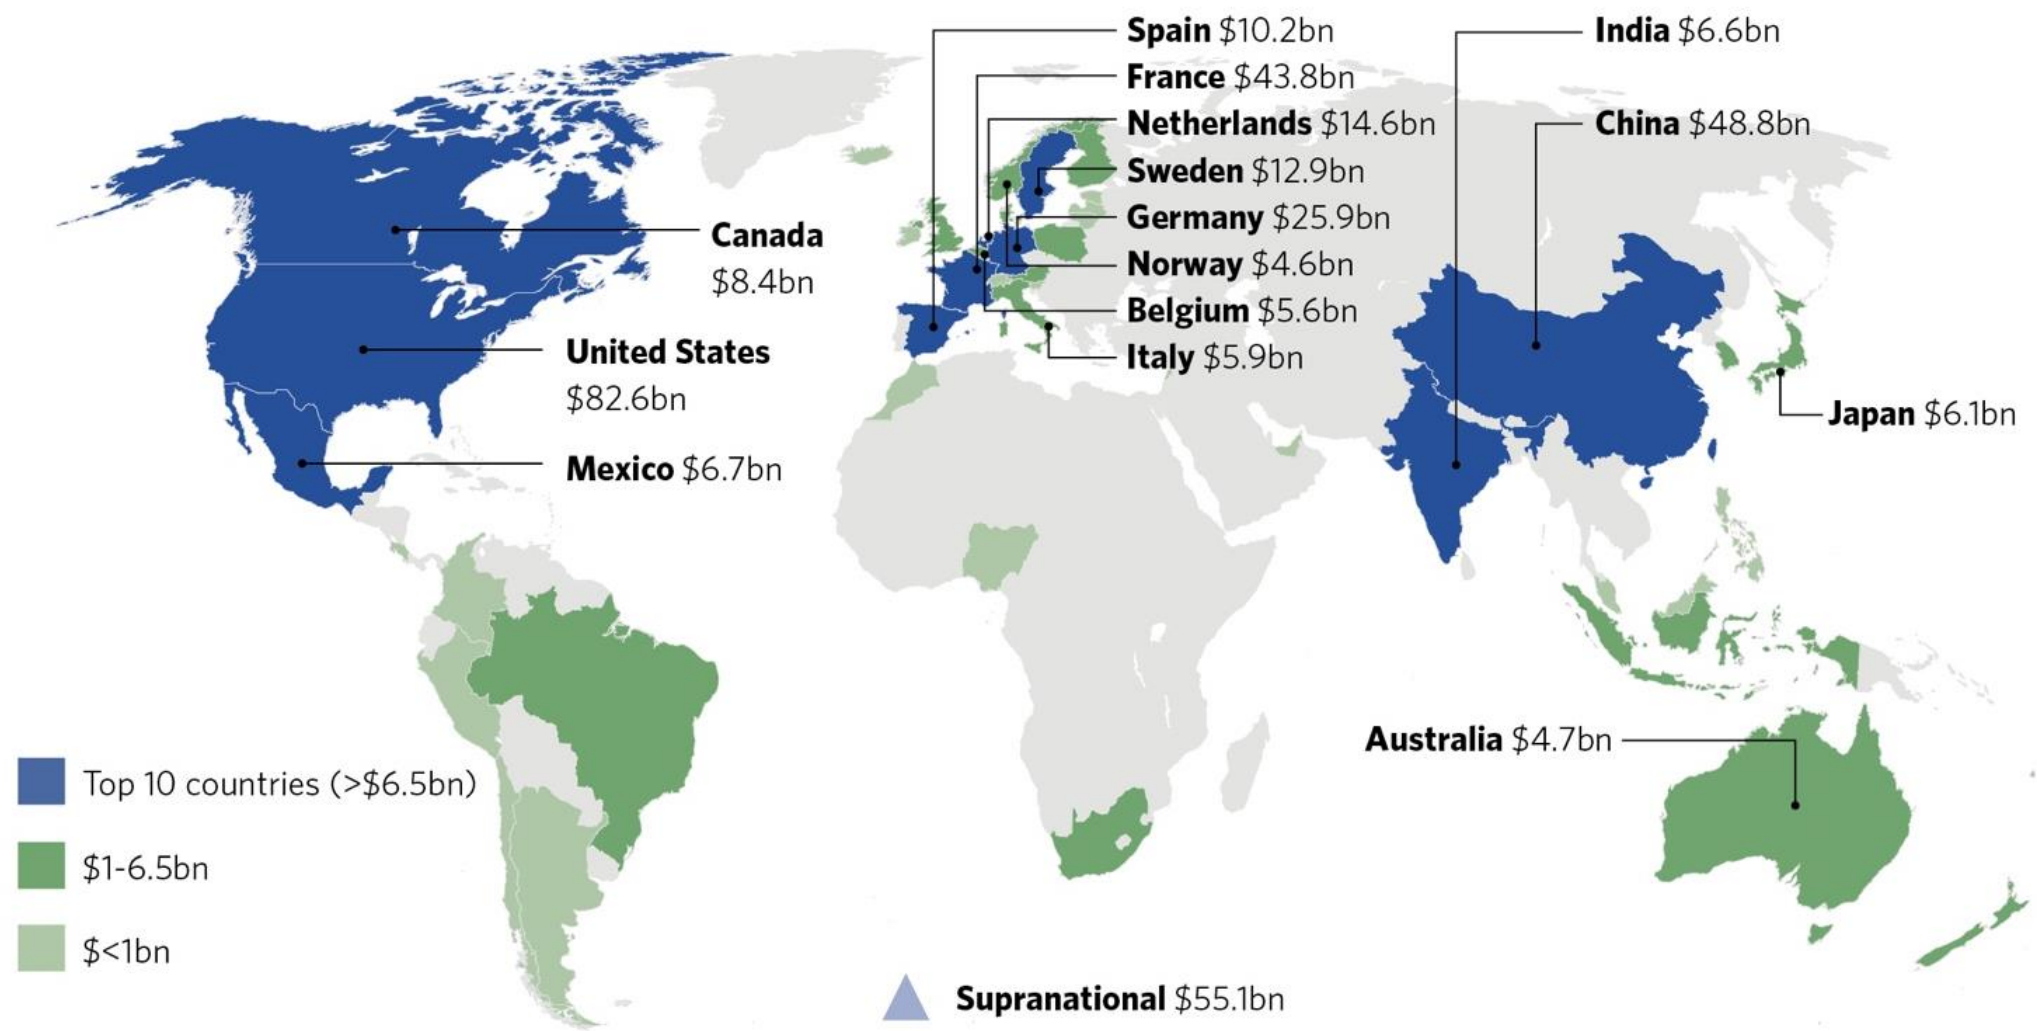 Spain $10.2bn
France $43.8bn
Netherlands $14.6bn
Sweden $12.9bn
Germany $25.9bn
Norway $4.6bn
Belgium $5.6bn
Italy $5.9bn
India $6.6bn
China $48.8bn
Canada
$8.4bn
United States
$82.6bn
Mexico $6.7bn
Japan $6.1bn
Australia $4.7bn
Top 10 countries (>$6.5bn)
$1-6.5bn
$<1bn
Supranational $55.1bn